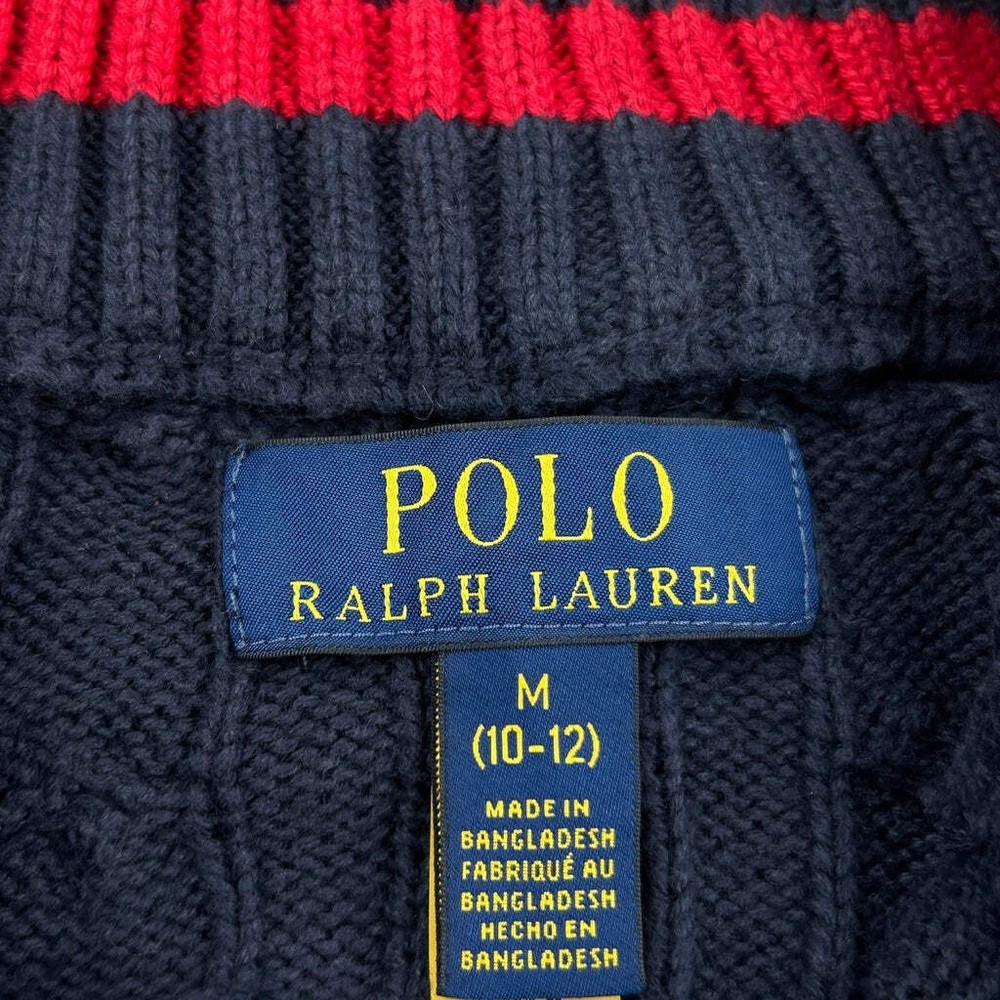 POLO
RALPH LAUREN
M
(10-12)
MADE IN
BANGLADESH
FABRIQUÉ AU
BANGLADESH
HECHO EN
BANGLADESH